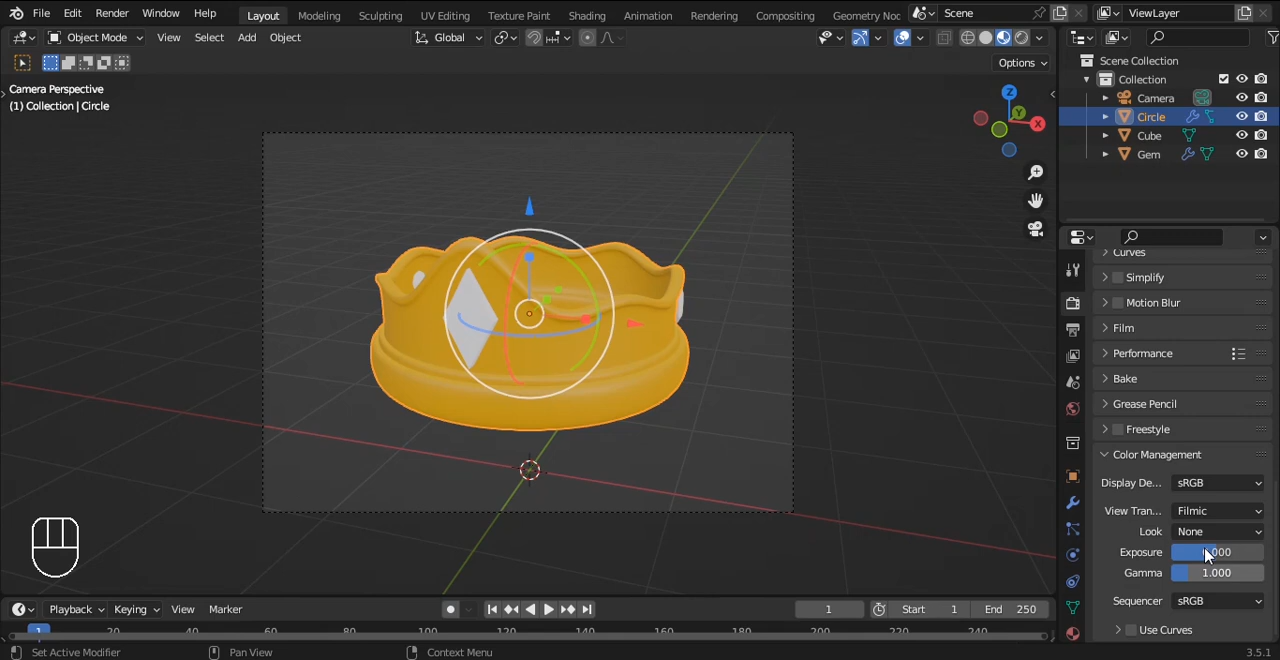 File Edit Render Window Help Layout Modeling Sculpting UV Editing Texture Paint Shading Animation Rendering Compositing Geometry Noc Scene ViewLayer
Object Mode View Select Add Object Global
Options
Camera Perspective
(1) Collection | Circle
Z
Y
X
Scene Collection
Collection
Camera
Circle
Cube
Gem
Curves
Simplify
Motion Blur
Film
Performance
Bake
Grease Pencil
Freestyle
Color Management
Display De... sRGB
View Tran... Filmic
Look None
Exposure 0.000
Gamma 1.000
Sequencer sRGB
Use Curves
Playback Keying View Marker 1 Start 1 End 250
1 20 40 60 80 100 120 140 160 180 200 220 240
Set Active Modifier Pan View Context Menu 3.5.1